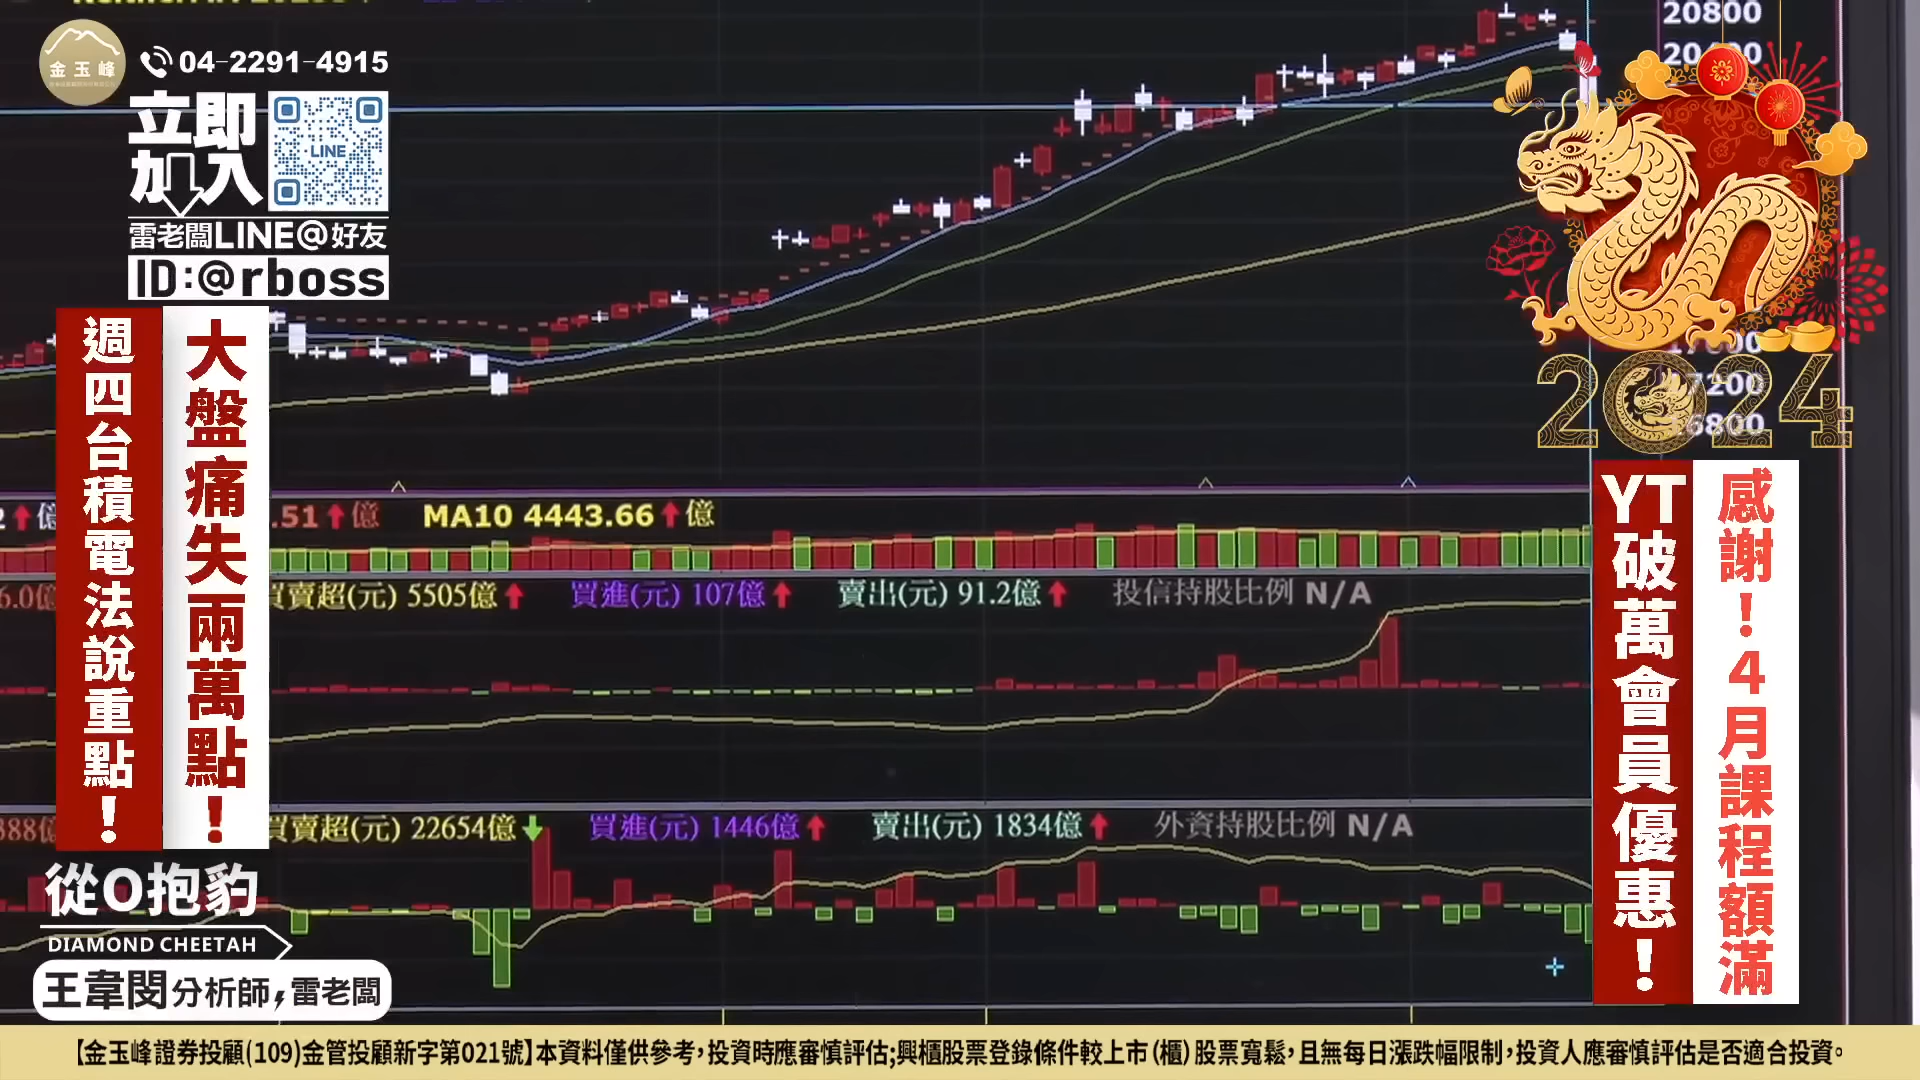 金玉峰
04-2291-4915
立即
加入
LINE
雷老闆LINE@好友
ID:@rboss
週四台積電法說重點！
大盤痛失兩萬點！
從O抱豹
DIAMOND CHEETAH
王韋閔分析師,雷老闆
20800
20400
17200
16800
2024
YT破萬會員優惠！
感謝！4月課程額滿
.51↑億 MA10 4443.66↑億
買賣超(元) 5505億↑ 買進(元) 107億↑ 賣出(元) 91.2億↑ 投信持股比例 N/A
買賣超(元) 22654億↓ 買進(元) 1446億↑ 賣出(元) 1834億↑ 外資持股比例 N/A
【金玉峰證券投顧(109)金管投顧新字第021號】本資料僅供參考，投資時應審慎評估;興櫃股票登錄條件較上市(櫃)股票寬鬆，且無每日漲跌幅限制，投資人應審慎評估是否適合投資。